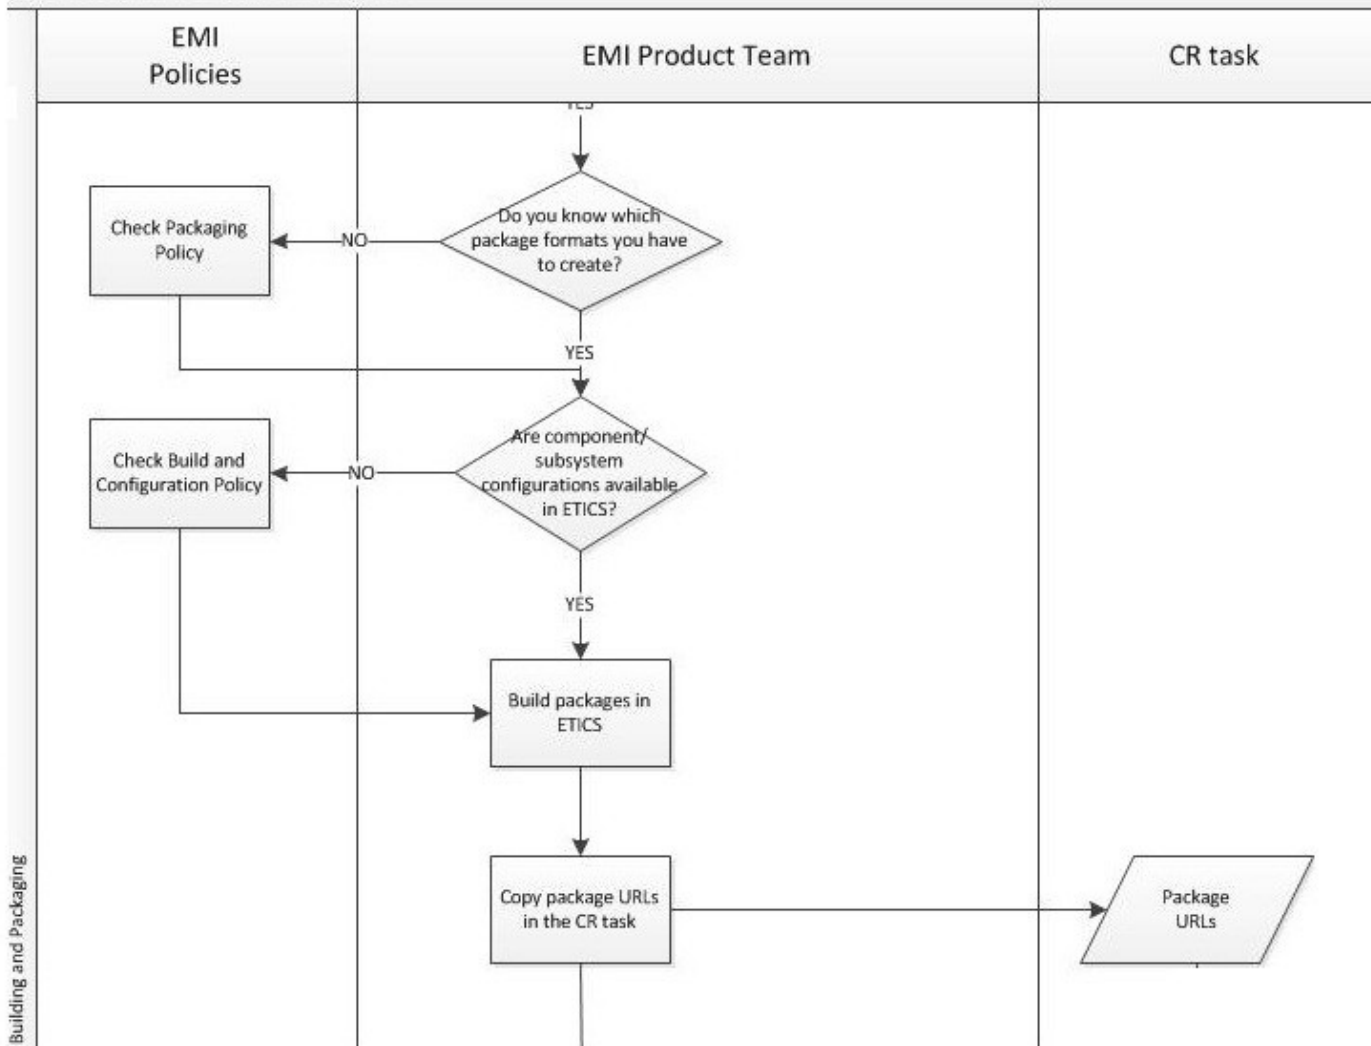 EMI
Policies
EMI Product Team
CR task
YES
Do you know which
package formats you have
to create?
Check Packaging
Policy
NO
YES
Are component/
subsystem
configurations available
in ETICS?
Check Build and
Configuration Policy
NO
YES
Build packages in
ETICS
Copy package URLs
in the CR task
Package
URLs
Building and Packaging